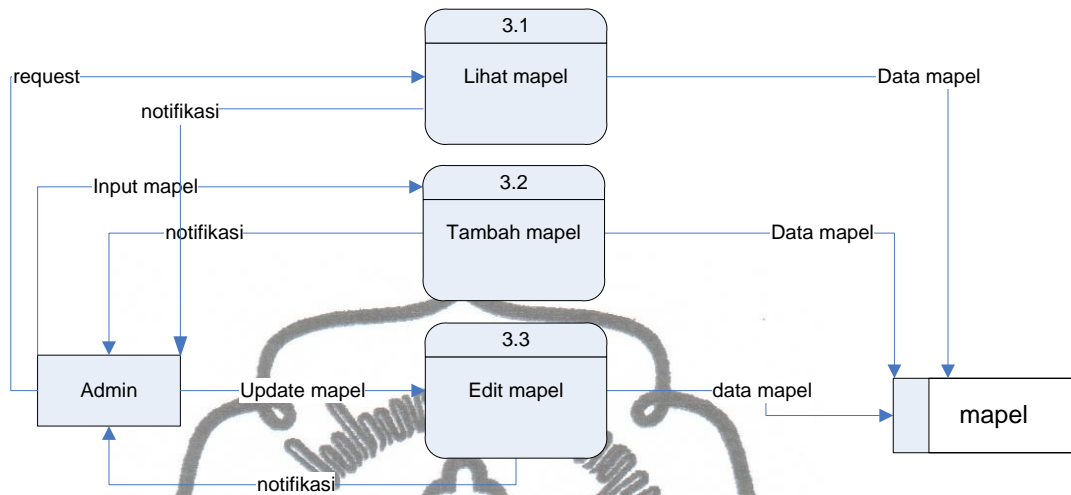 3.1
request
Lihat mapel
Data mapel
notifikasi
3.2
Input mapel
notifikasi
Tambah mapel
Data mapel
3.3
Admin
Update mapel
Edit mapel
data mapel
mapel
notifikasi